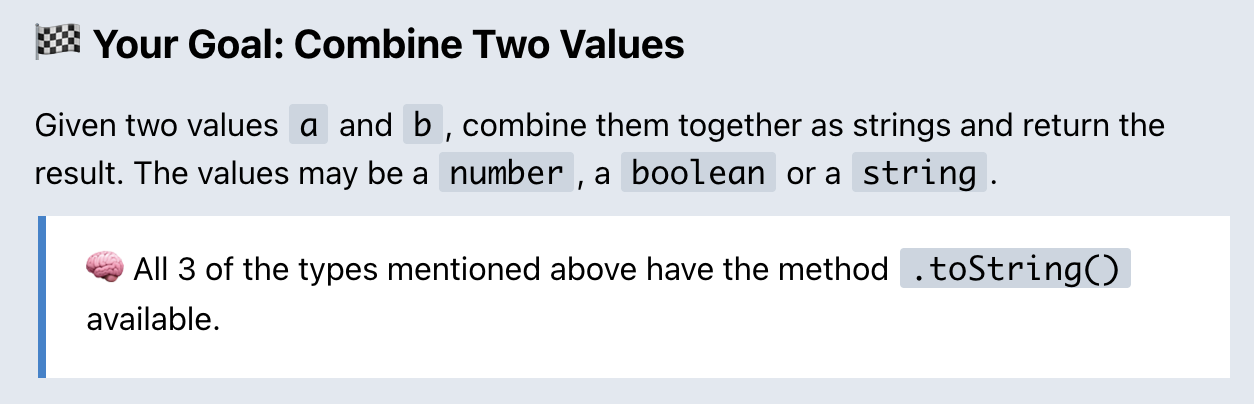 🏁 Your Goal: Combine Two Values
Given two values a and b, combine them together as strings and return the
result. The values may be a number, a boolean or a string.
🧠 All 3 of the types mentioned above have the method .toString()
available.